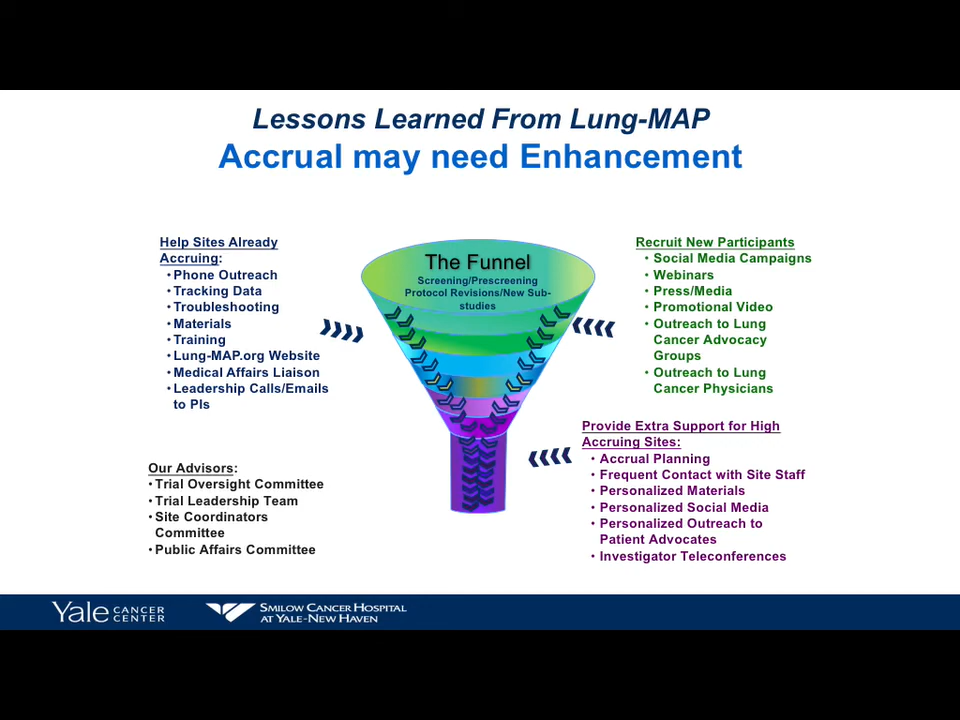 Lessons Learned From Lung-MAP
Accrual may need Enhancement
Help Sites Already
Accruing:
• Phone Outreach
• Tracking Data
• Troubleshooting
• Materials
• Training
• Lung-MAP.org Website
• Medical Affairs Liaison
• Leadership Calls/Emails
to PIs
The Funnel
Screening/Prescreening
Protocol Revisions/New Sub-
studies
Recruit New Participants
• Social Media Campaigns
• Webinars
• Press/Media
• Promotional Video
• Outreach to Lung
Cancer Advocacy
Groups
• Outreach to Lung
Cancer Physicians
Our Advisors:
• Trial Oversight Committee
• Trial Leadership Team
• Site Coordinators
Committee
• Public Affairs Committee
Provide Extra Support for High
Accruing Sites:
• Accrual Planning
• Frequent Contact with Site Staff
• Personalized Materials
• Personalized Social Media
• Personalized Outreach to
Patient Advocates
• Investigator Teleconferences
Yale CANCER
CENTER
SMILOW CANCER HOSPITAL
AT YALE-NEW HAVEN